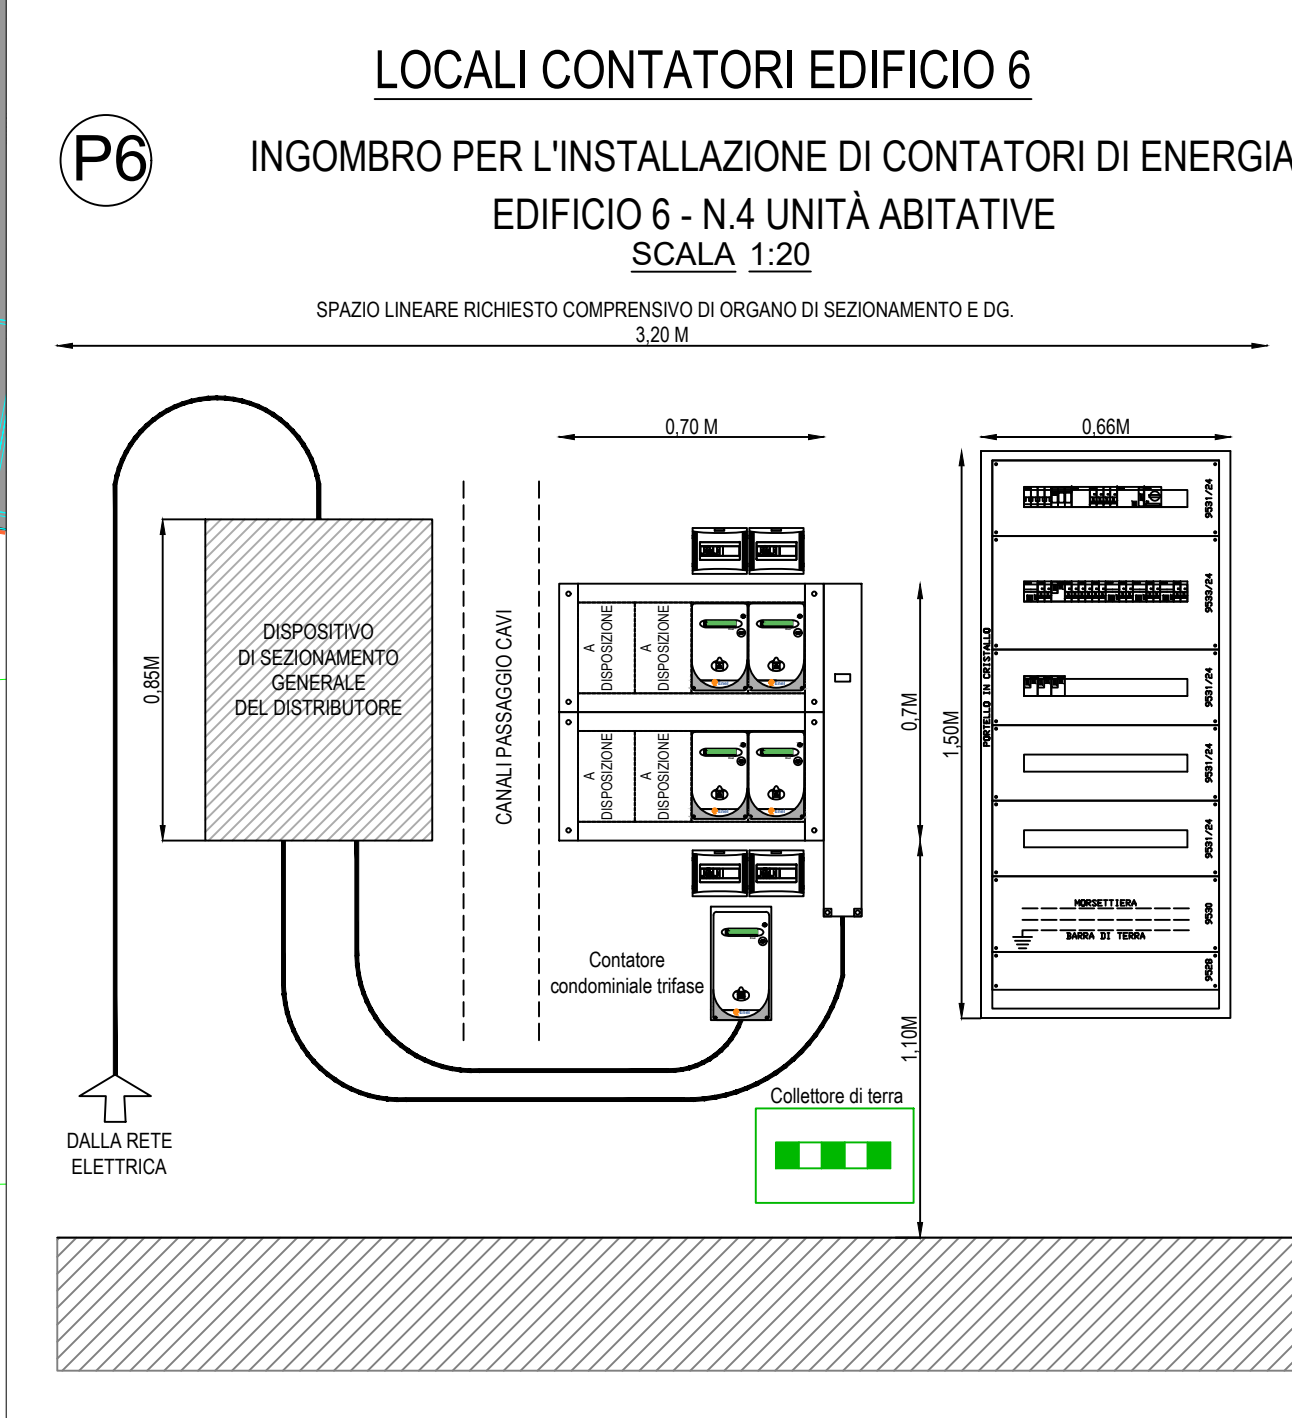 LOCALI CONTATORI EDIFICIO 6
P6
INGOMBRO PER L'INSTALLAZIONE DI CONTATORI DI ENERGIA
EDIFICIO 6 - N.4 UNITÀ ABITATIVE
SCALA 1:20
SPAZIO LINEARE RICHIESTO COMPRENSIVO DI ORGANO DI SEZIONAMENTO E DG.
3,20 M
0,70 M
0,66M
0,85M
DISPOSITIVO
DI SEZIONAMENTO
GENERALE
DEL DISTRIBUTORE
CANALI PASSAGGIO CAVI
A
DISPOSIZIONE
A
DISPOSIZIONE
A
DISPOSIZIONE
A
DISPOSIZIONE
0,7M
1,50M
1,10M
PORTELLO IN CRISTALLO
9531/24
9533/24
9531/24
9531/24
9531/24
9530
9528
MORSETTIERA
BARRA DI TERRA
Contatore
condominiale trifase
Collettore di terra
DALLA RETE
ELETTRICA